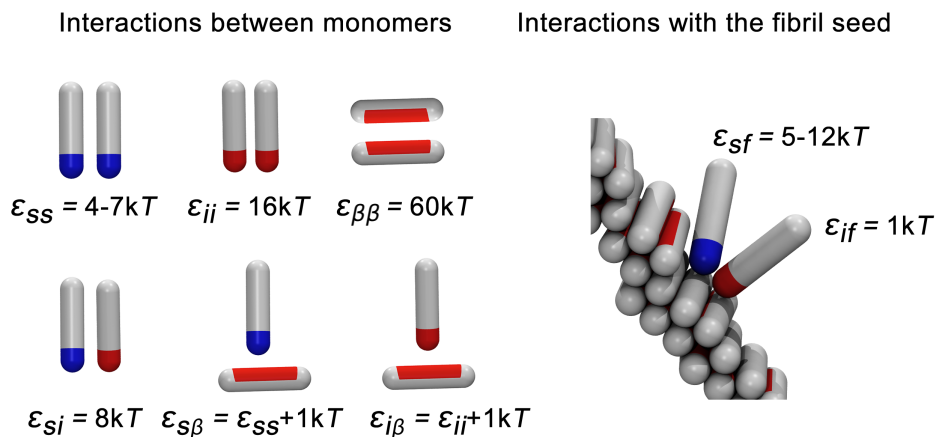 Interactions between monomers
Interactions with the fibril seed
εsf = 5-12kT
εss = 4-7kT
εii = 16kT
εββ = 60kT
εif = 1kT
εsi = 8kT
εsβ = εss+1kT
εiβ = εii+1kT